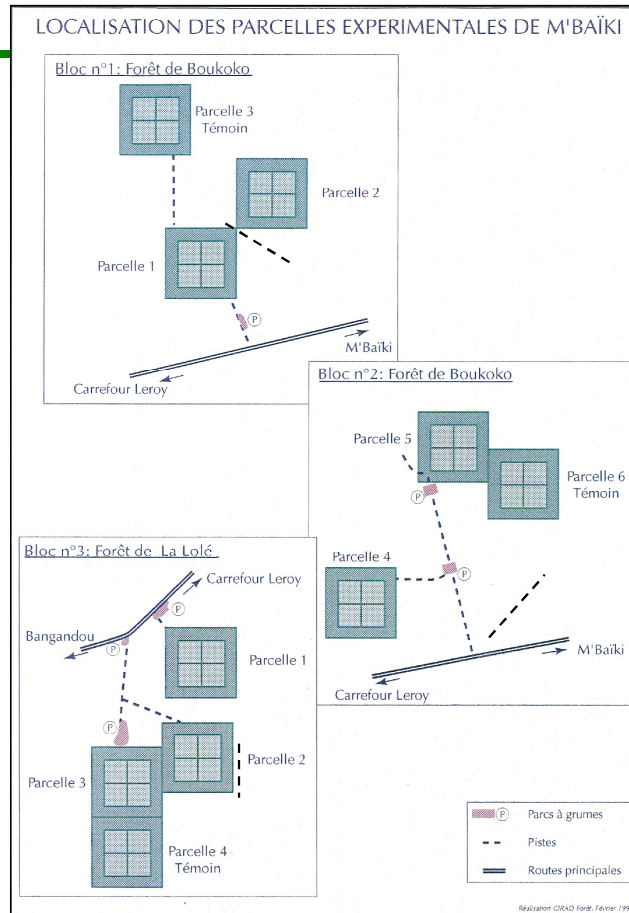 LOCALISATION DES PARCELLES EXPERIMENTALES DE M'BAÏKI
Bloc n°1: Forêt de Boukoko
Parcelle 3
Témoin
Parcelle 2
Parcelle 1
P
M'Baïki
Carrefour Leroy
Bloc n°2: Forêt de Boukoko
Parcelle 5
Parcelle 6
Témoin
P
Parcelle 4
P
M'Baïki
Carrefour Leroy
Bloc n°3: Forêt de La Lolé
Carrefour Leroy
P
Bangandou
P
Parcelle 1
P
Parcelle 2
Parcelle 3
Parcelle 4
Témoin
P Parcs à grumes
Pistes
Routes principales
Réalisation CIRAD Forêt. Février 199